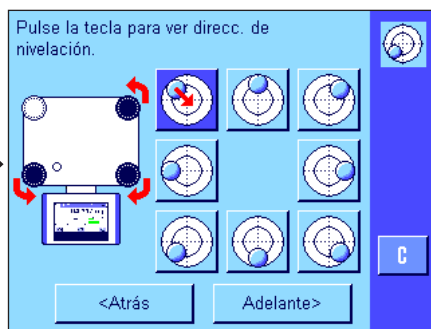 Pulse la tecla para ver direcc. de
nivelación.
C
<Atrás
Adelante>